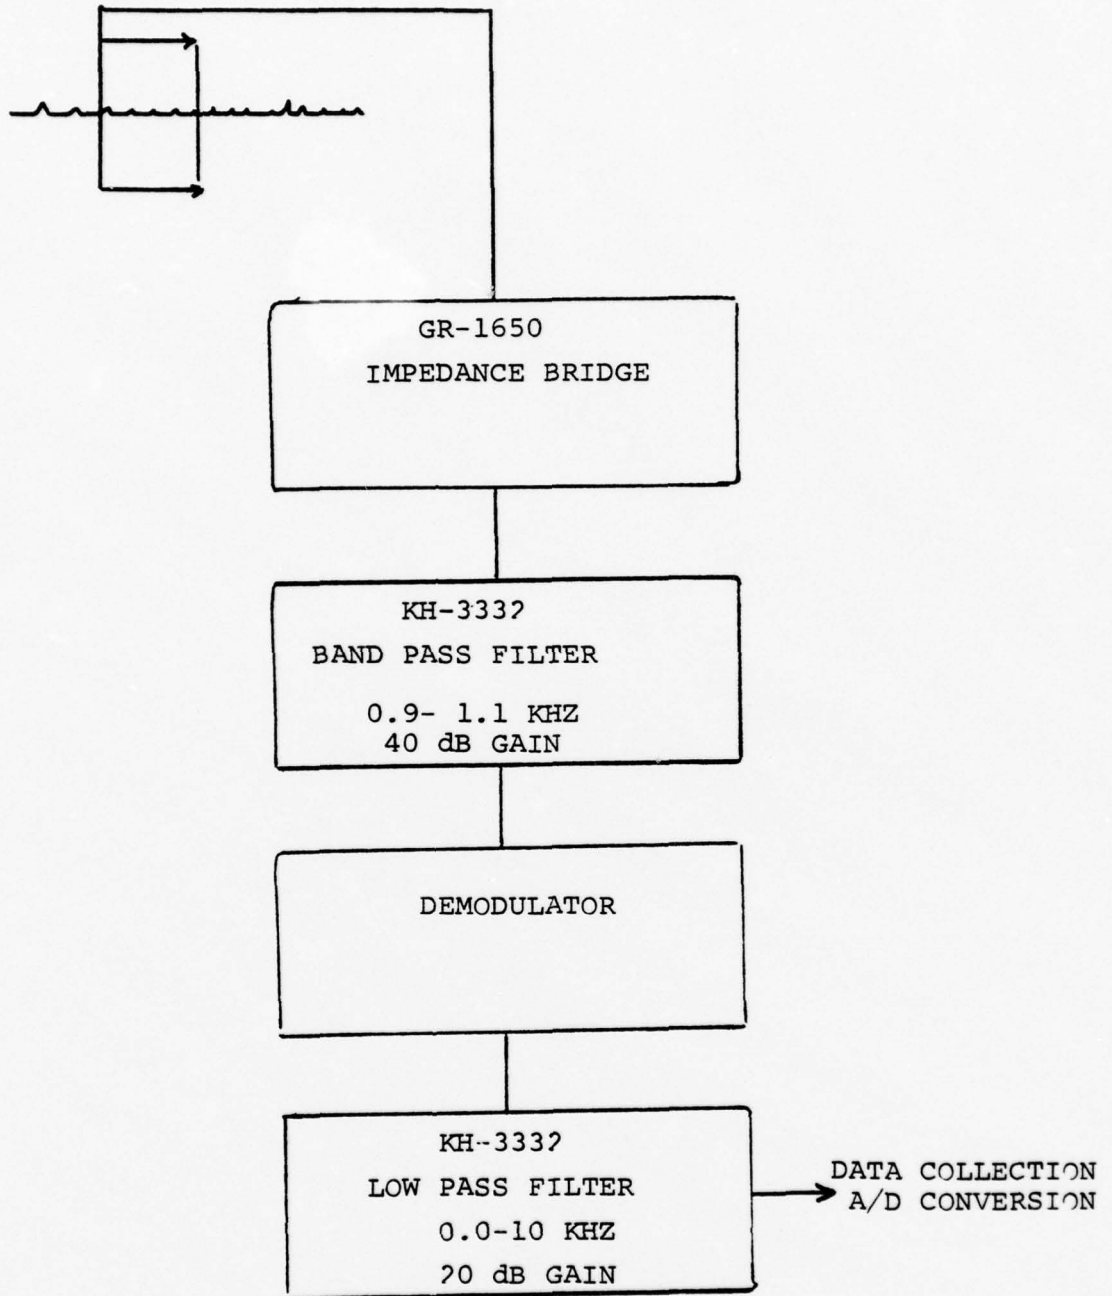 GR-1650
IMPEDANCE BRIDGE
KH-3332
BAND PASS FILTER
0.9- 1.1 KHZ
40 dB GAIN
DEMODULATOR
KH-3332
LOW PASS FILTER
0.0-10 KHZ
20 dB GAIN
DATA COLLECTION
A/D CONVERSION